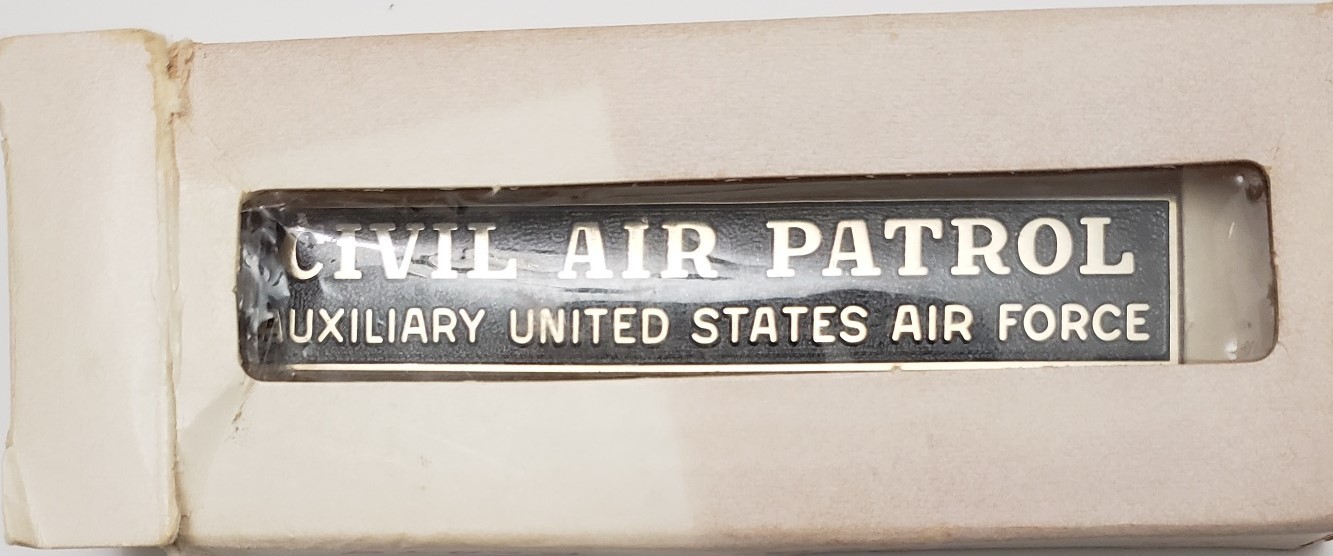 CIVIL AIR PATROL
AUXILIARY UNITED STATES AIR FORCE